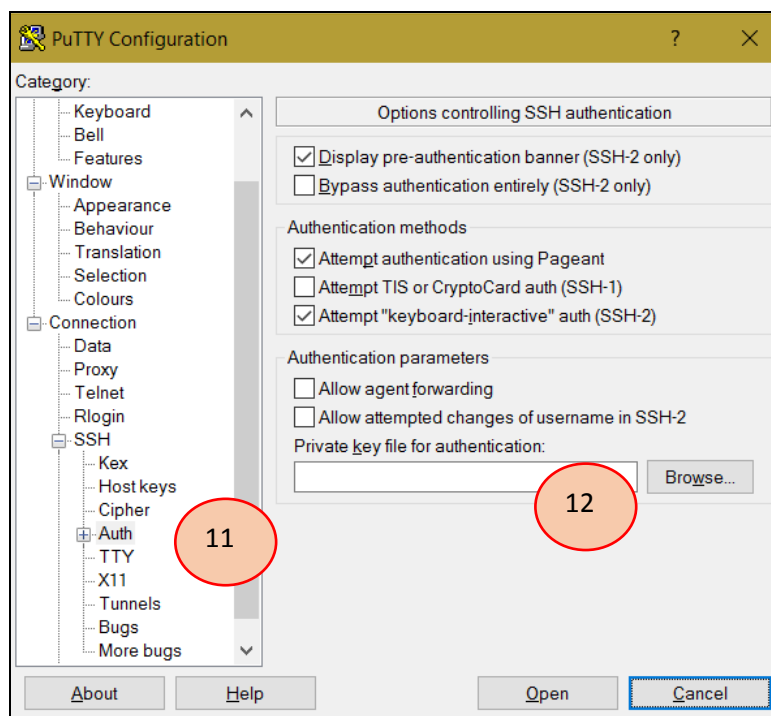 PuTTY Configuration
?
Category:
Keyboard
Bell
Features
Window
Appearance
Behaviour
Translation
Selection
Colours
Connection
Data
Proxy
Telnet
Rlogin
SSH
Kex
Host keys
Cipher
Auth
TTY
X11
Tunnels
Bugs
More bugs
11
Options controlling SSH authentication
Display pre-authentication banner (SSH-2 only)
Bypass authentication entirely (SSH-2 only)
Authentication methods
Attempt authentication using Pageant
Attempt TIS or CryptoCard auth (SSH-1)
Attempt "keyboard-interactive" auth (SSH-2)
Authentication parameters
Allow agent forwarding
Allow attempted changes of username in SSH-2
Private key file for authentication:
Browse...
12
About
Help
Open
Cancel